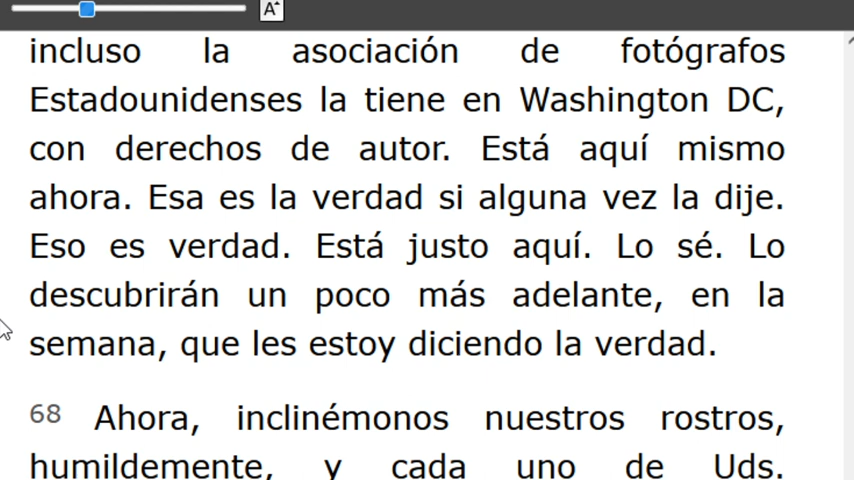 A
incluso la asociación de fotógrafos
Estadounidenses la tiene en Washington DC,
con derechos de autor. Está aquí mismo
ahora. Esa es la verdad si alguna vez la dije.
Eso es verdad. Está justo aquí. Lo sé. Lo
descubrirán un poco más adelante, en la
semana, que les estoy diciendo la verdad.
68 Ahora, inclinémonos nuestros rostros,
humildemente, y cada uno de Uds.